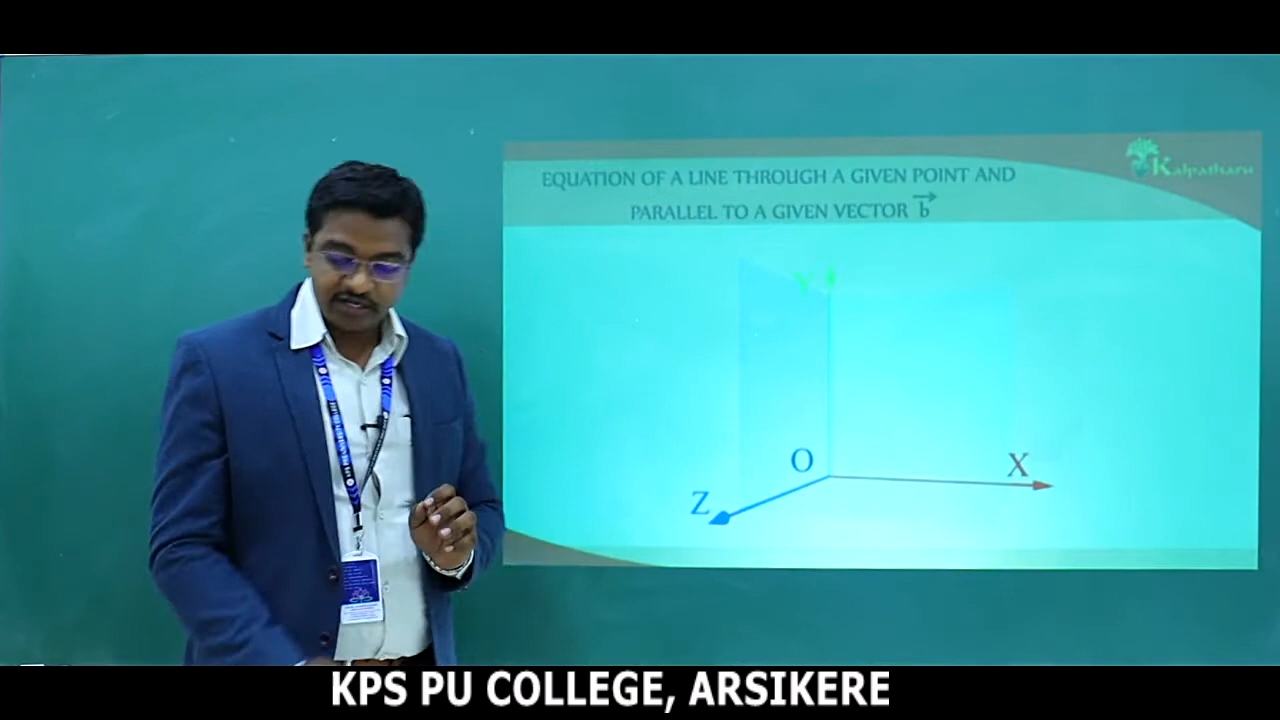 Kalpatharu
EQUATION OF A LINE THROUGH A GIVEN POINT AND
PARALLEL TO A GIVEN VECTOR b
Y
O
X
Z
KPS PU COLLEGE, ARSIKERE